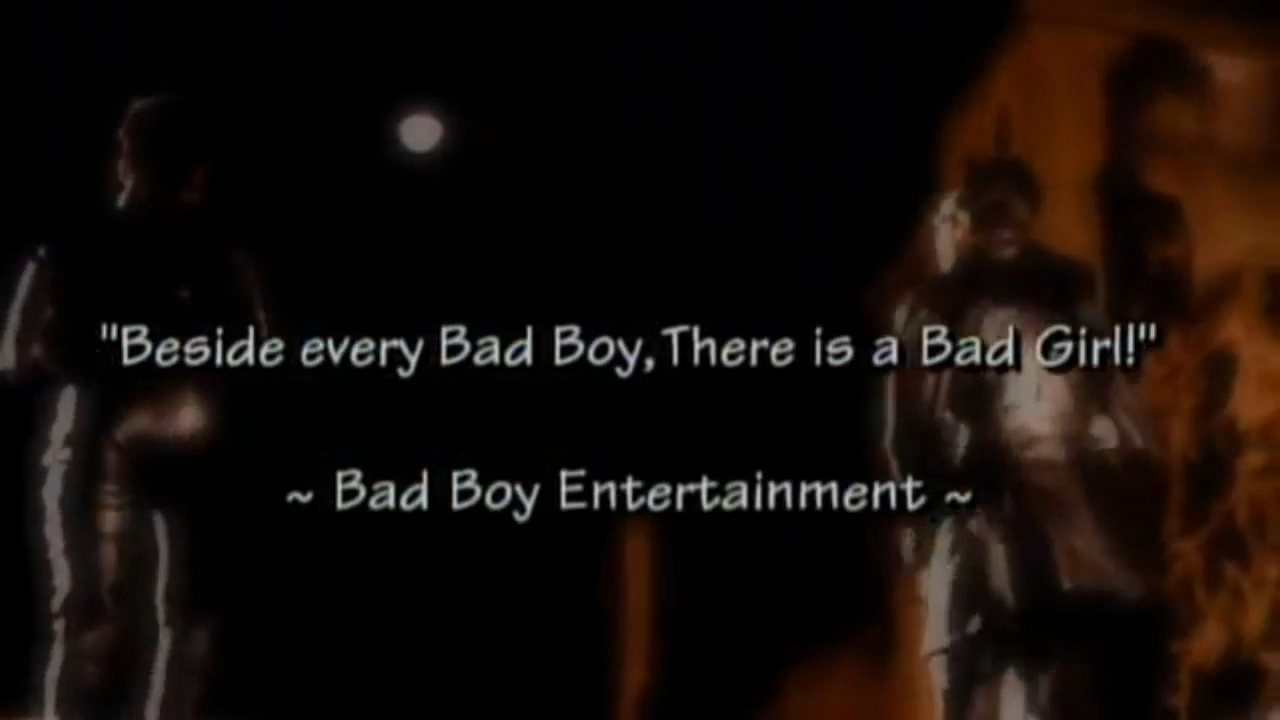 "Beside every Bad Boy, There is a Bad Girl!"
~ Bad Boy Entertainment ~